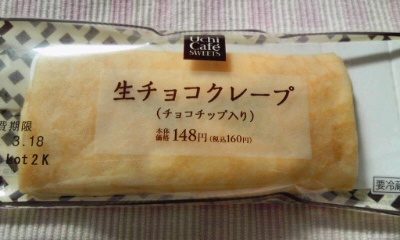 Uchi Café
SWEETS
生チョコクレープ
(チョコチップ入り)
本体
価格 148円(税込160円)
費期限
3.18
Lot2K
要冷蔵